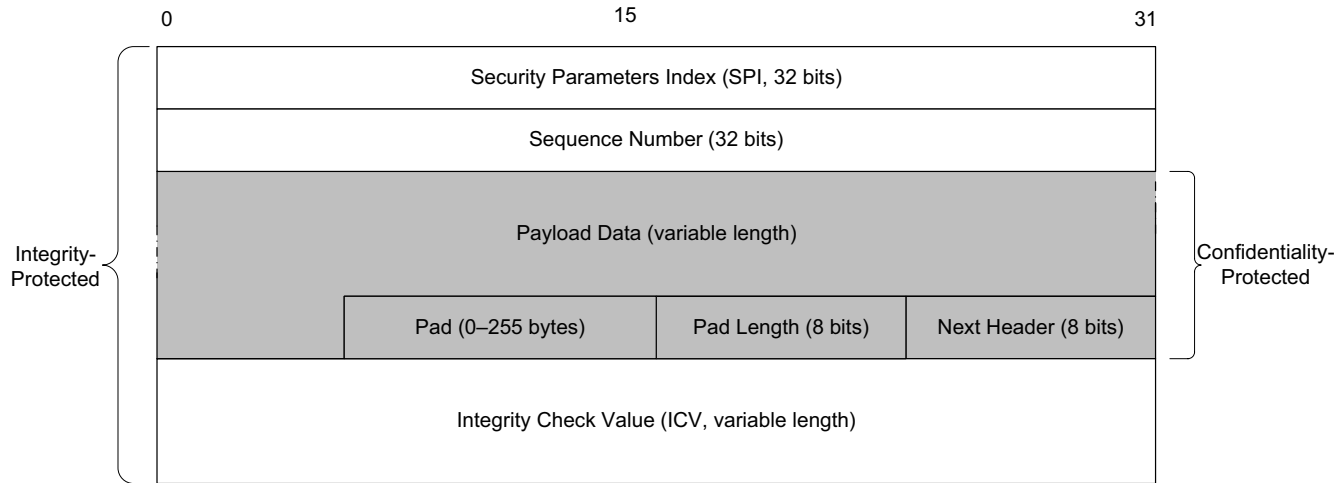 0 15 31
Security Parameters Index (SPI, 32 bits)
Sequence Number (32 bits)
Payload Data (variable length)
Integrity-
Protected
Confidentiality-
Protected
Pad (0–255 bytes) Pad Length (8 bits) Next Header (8 bits)
Integrity Check Value (ICV, variable length)